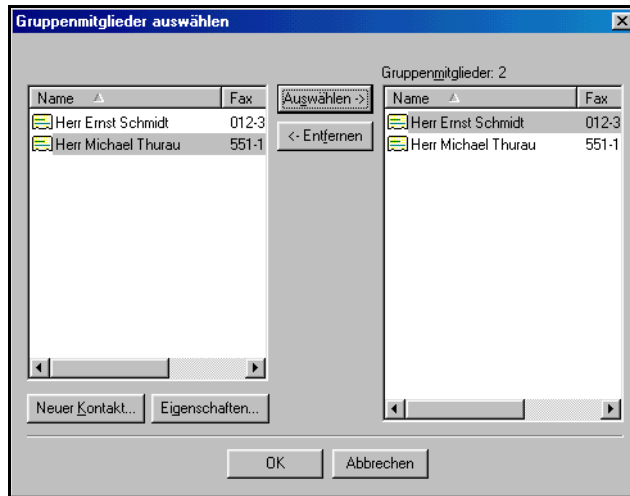 Gruppenmitglieder auswählen
Gruppenmitglieder: 2
Name Fax
Herr Ernst Schmidt 012-3
Herr Michael Thurau 551-1
Auswählen ->
<- Entfernen
Name Fax
Herr Ernst Schmidt 012-3
Herr Michael Thurau 551-1
Neuer Kontakt... Eigenschaften...
OK Abbrechen